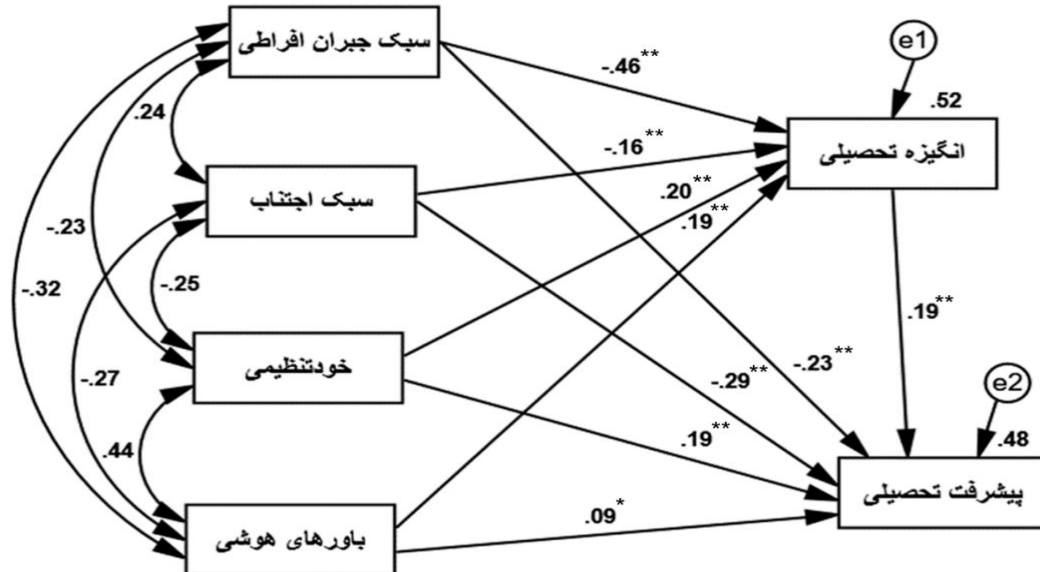 سبک جبران افراطی
e1
-.46**
.52
.24
انگیزه تحصیلی
-.16**
سبک اجتناب
.20**
.19**
-.23
-.25
-.32
.19**
خودتنظیمی
-.23**
-.27
-.29**
e2
.19**
.44
.48
پیشرفت تحصیلی
.09*
باورهای هوشی